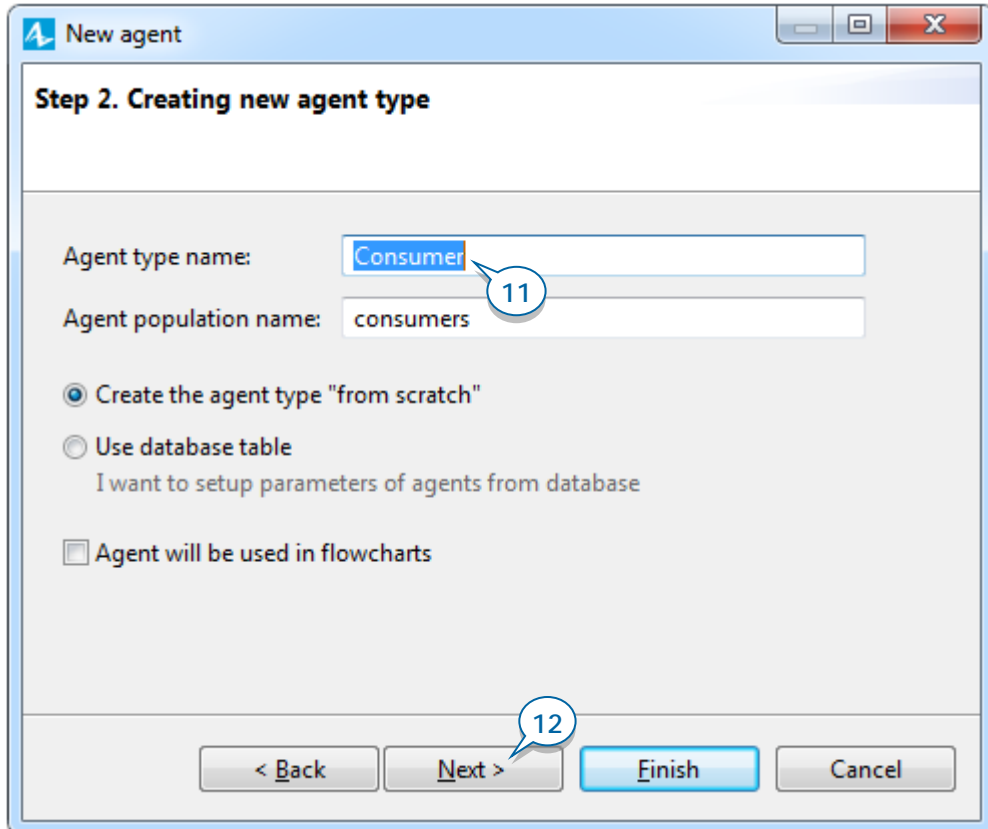 New agent
Step 2. Creating new agent type
Agent type name: Consumer
11
Agent population name: consumers
Create the agent type "from scratch"
Use database table
I want to setup parameters of agents from database
Agent will be used in flowcharts
12
< Back Next > Finish Cancel